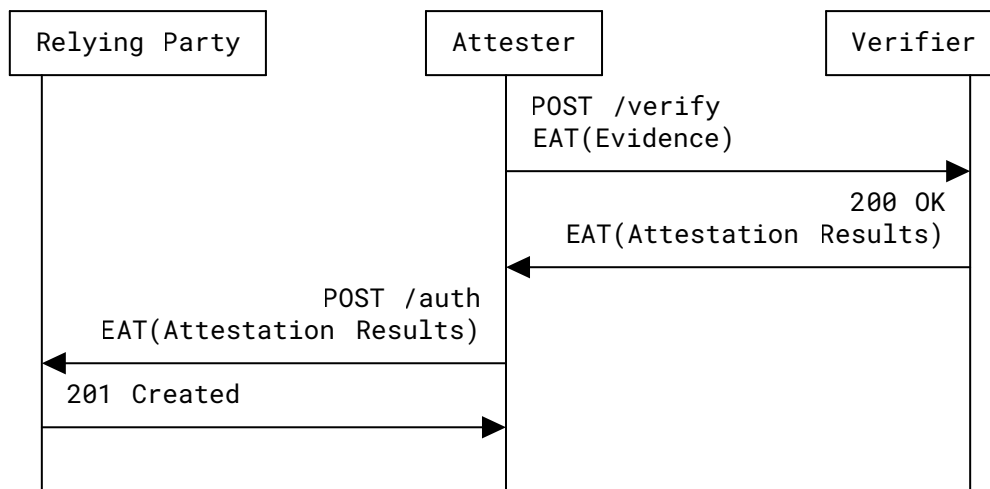 Relying Party
Attester
Verifier
POST /verify
EAT(Evidence)
200 OK
EAT(Attestation Results)
POST /auth
EAT(Attestation Results)
201 Created